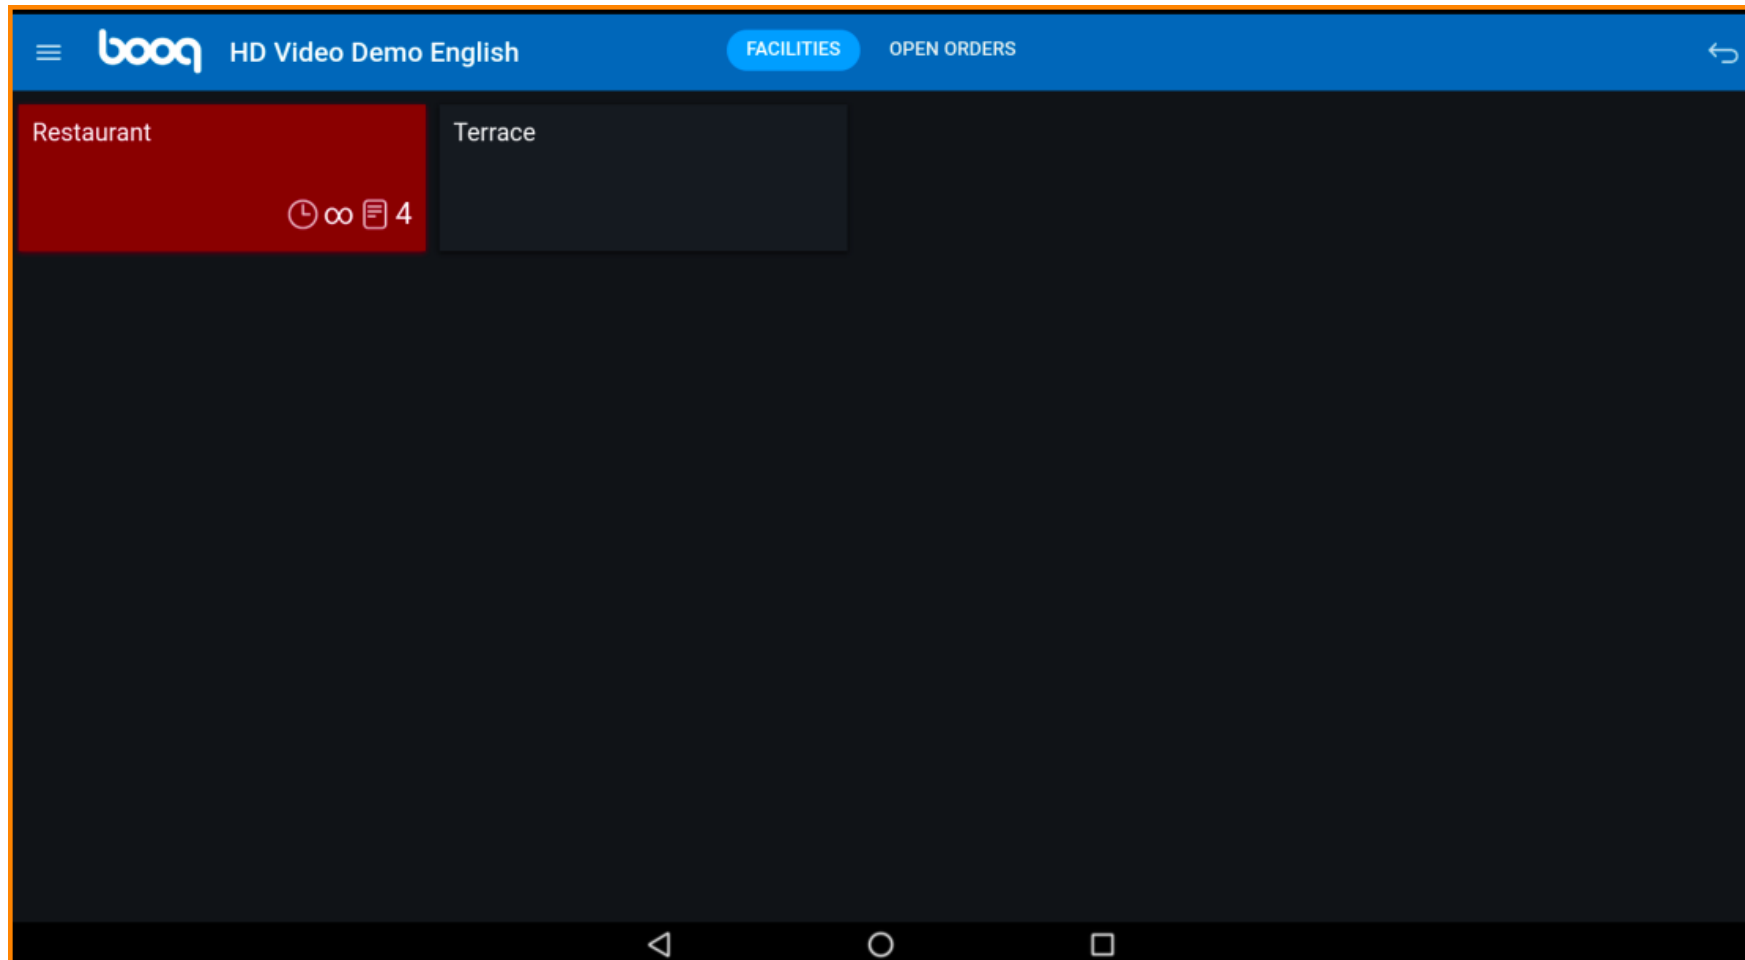 booq HD Video Demo English FACILITIES OPEN ORDERS
Restaurant
∞ 4
Terrace